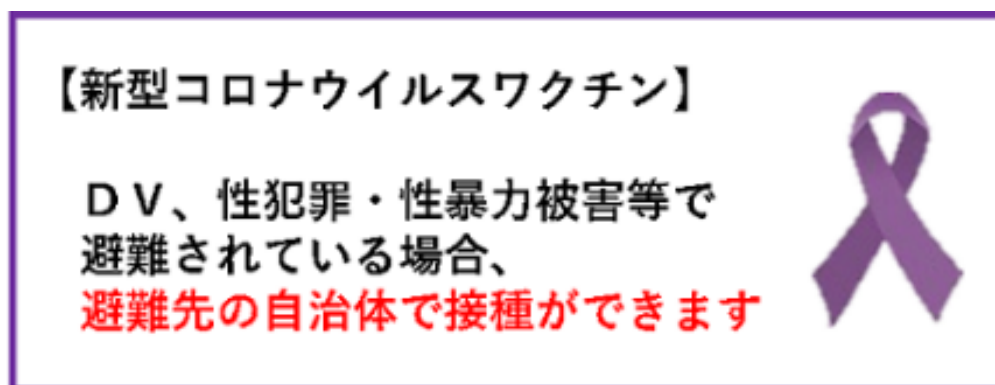 【新型コロナウイルスワクチン】
ＤＶ、性犯罪・性暴力被害等で
避難されている場合、
避難先の自治体で接種ができます